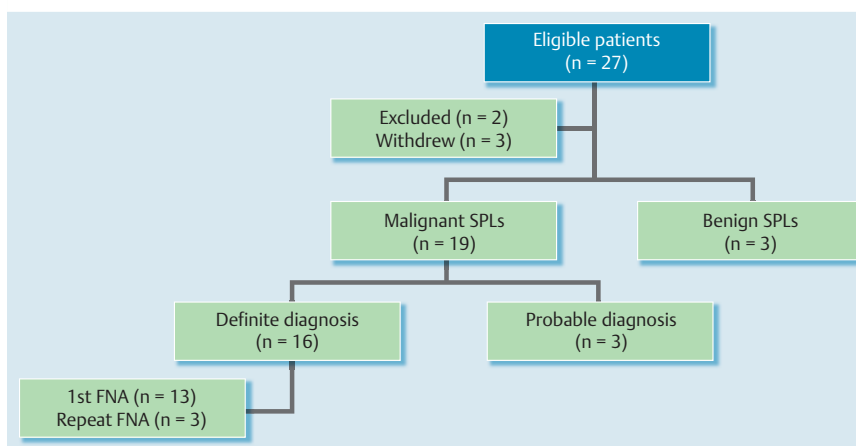 Eligible patients
(n = 27)
Excluded (n = 2)
Withdrew (n = 3)
Malignant SPLs
(n = 19)
Benign SPLs
(n = 3)
Definite diagnosis
(n = 16)
Probable diagnosis
(n = 3)
1st FNA (n = 13)
Repeat FNA (n = 3)